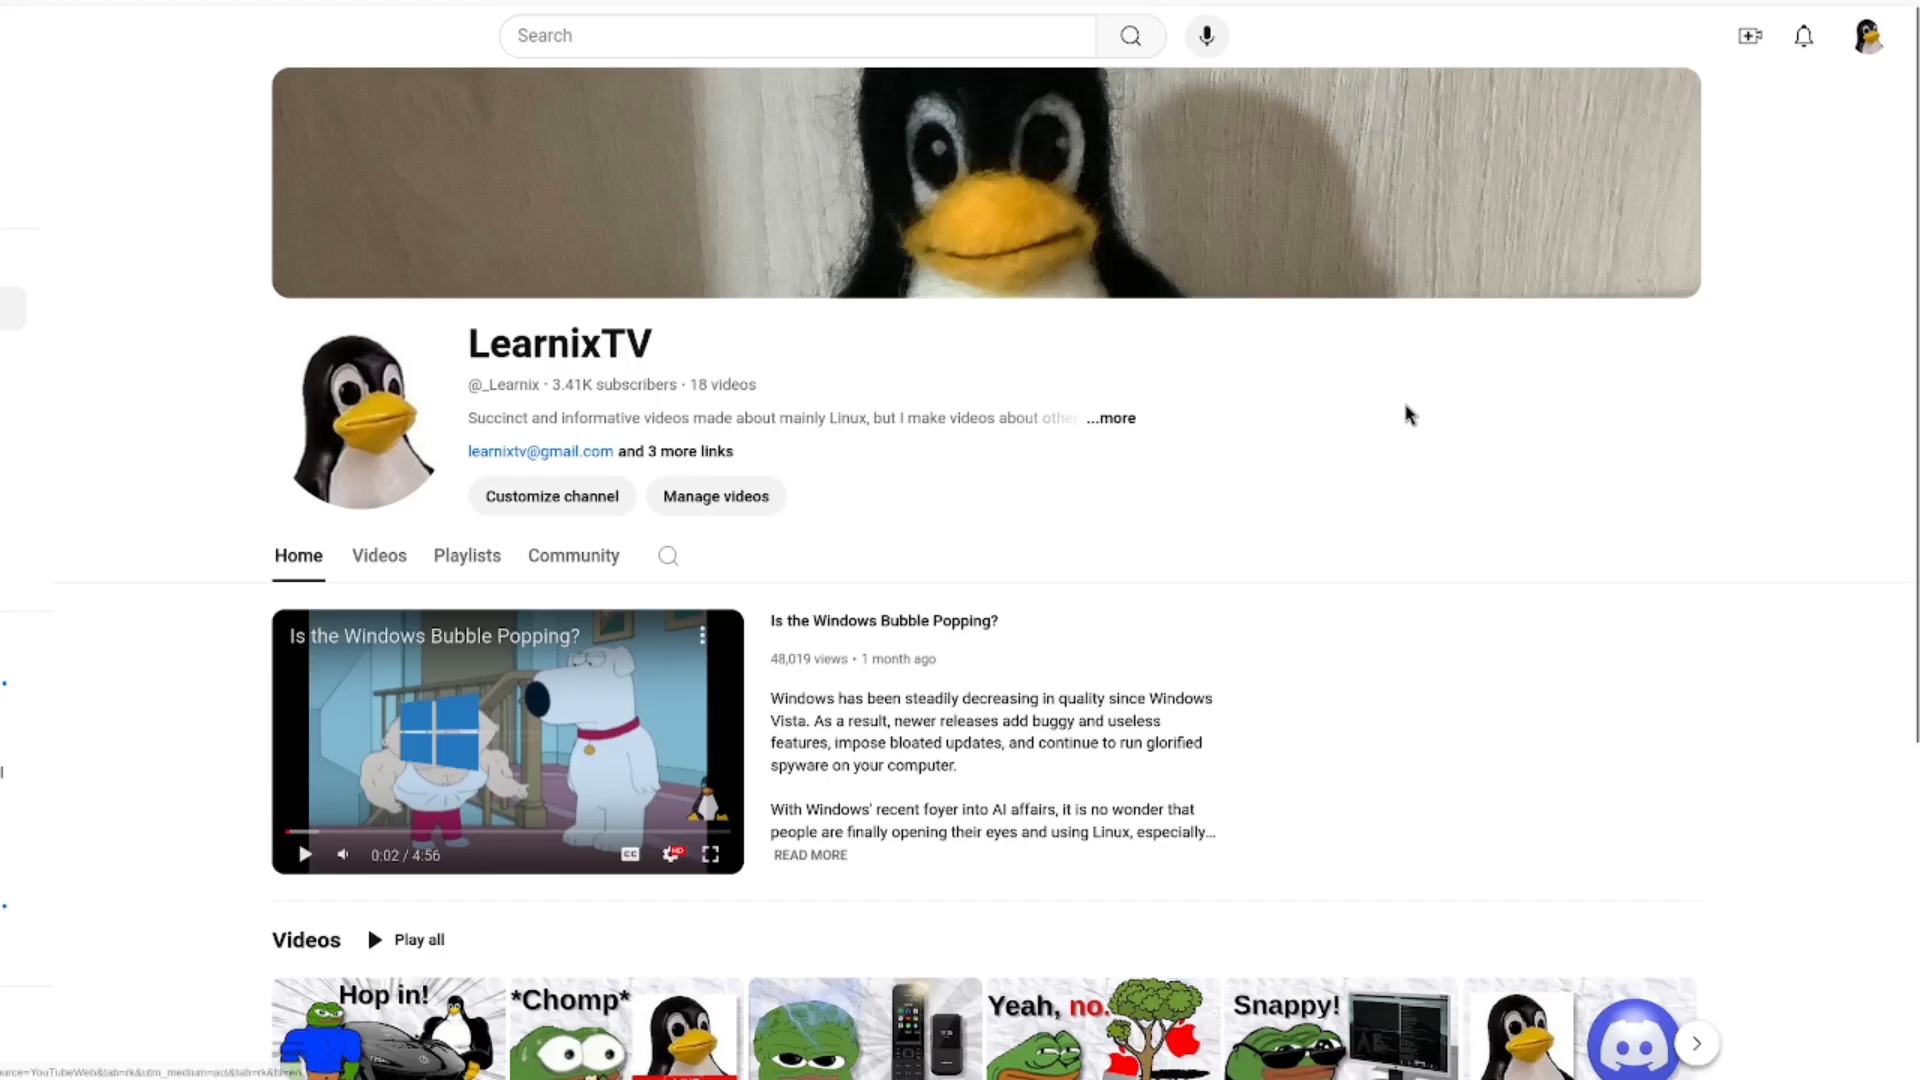 Search
LearnixTV
@_Learnix · 3.41K subscribers · 18 videos
Succinct and informative videos made about mainly Linux, but I make videos about other ...more
learnixtv@gmail.com and 3 more links
Customize channel Manage videos
Home Videos Playlists Community
Is the Windows Bubble Popping?
0:02 / 4:56
CC HD
Is the Windows Bubble Popping?
48,019 views • 1 month ago
Windows has been steadily decreasing in quality since Windows
Vista. As a result, newer releases add buggy and useless
features, impose bloated updates, and continue to run glorified
spyware on your computer.
With Windows' recent foyer into AI affairs, it is no wonder that
people are finally opening their eyes and using Linux, especially...
READ MORE
Videos Play all
Hop in!
*Chomp*
Yeah, no.
Snappy!